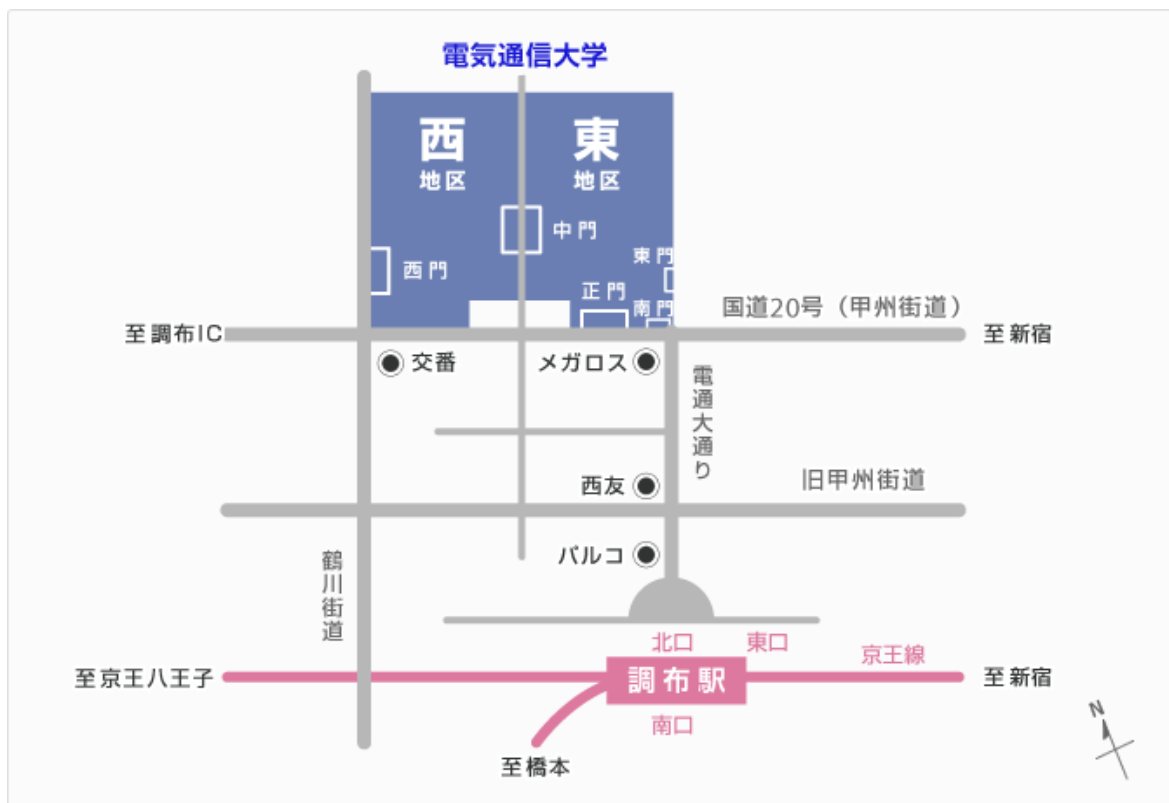 電気通信大学
西
地区
東
地区
中門
西門
東門
正門
南門
国道20号（甲州街道）
至調布IC
至新宿
交番
メガロス
電通大通り
西友
旧甲州街道
パルコ
鶴川街道
北口
東口
京王線
至京王八王子
調布駅
至新宿
南口
至橋本
N